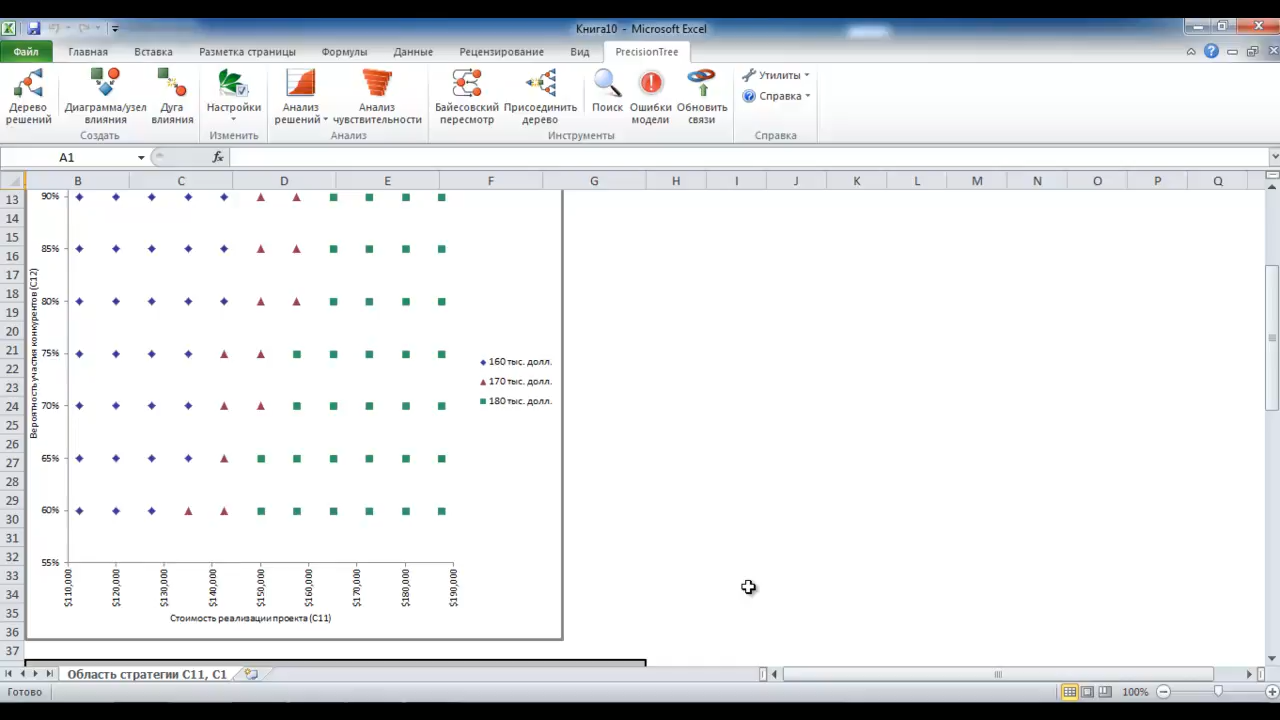 Книга10 - Microsoft Excel
Файл Главная Вставка Разметка страницы Формулы Данные Рецензирование Вид PrecisionTree
Дерево решений
Диаграмма/узел влияния
Дуга влияния
Настройки
Анализ решений
Анализ чувствительности
Байесовский пересмотр
Присоединить дерево
Поиск
Ошибки модели
Обновить связи
Утилиты
Справка
Создать Изменить Анализ Инструменты Справка
A1 fx
B C D E F G H I J K L M N O P Q
13
14
15
16
17
18
19
20
21
22
23
24
25
26
27
28
29
30
31
32
33
34
35
36
37
90%
85%
80%
75%
70%
65%
60%
55%
Вероятность участия конкурентов (C12)
160 тыс. долл.
170 тыс. долл.
180 тыс. долл.
$110,000 $120,000 $130,000 $140,000 $150,000 $160,000 $170,000 $180,000 $190,000
Стоимость реализации проекта (C11)
Область стратегии C11, C1
Готово 100%